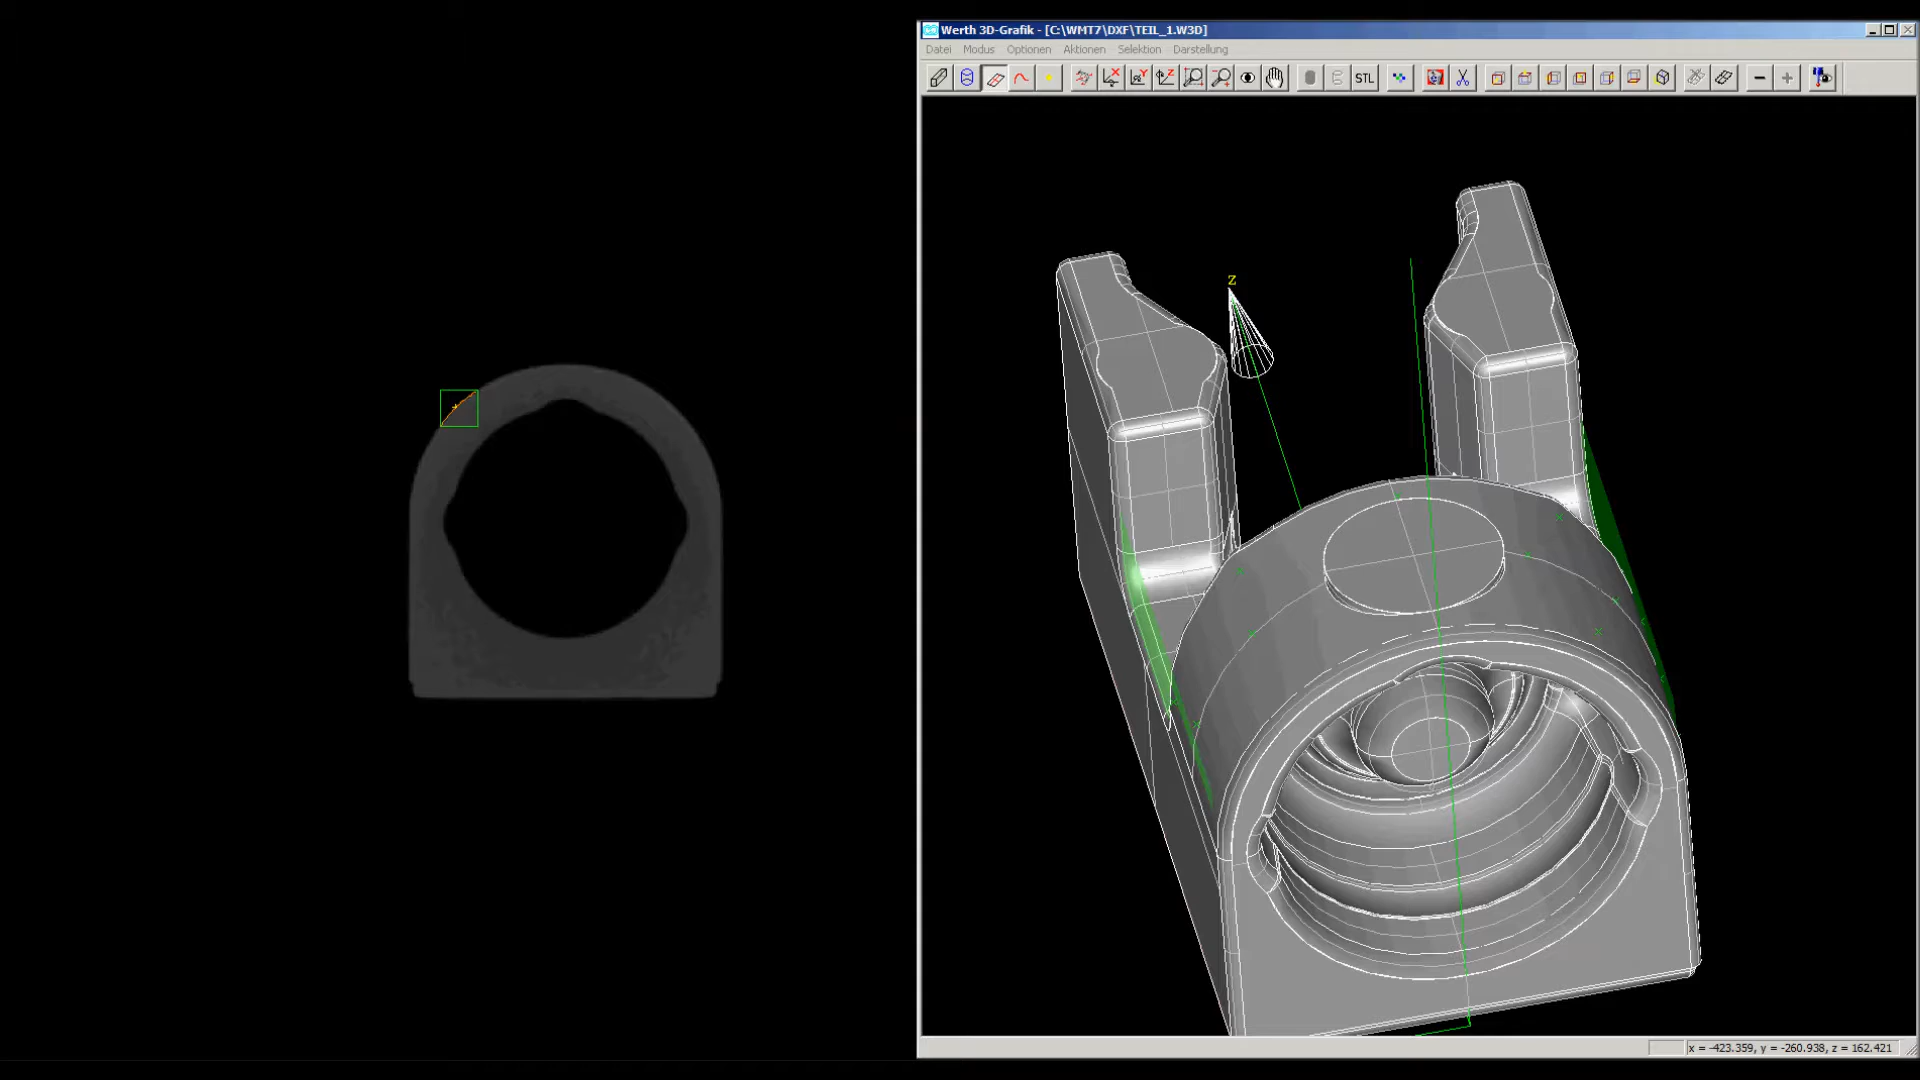 Werth 3D-Grafik - [C:\WMT7\DXF\TEIL_1.W3D]
Datei Modus Optionen Aktionen Selektion Darstellung
STL
Z
x = -423.359, y = -260.938, z = 162.421